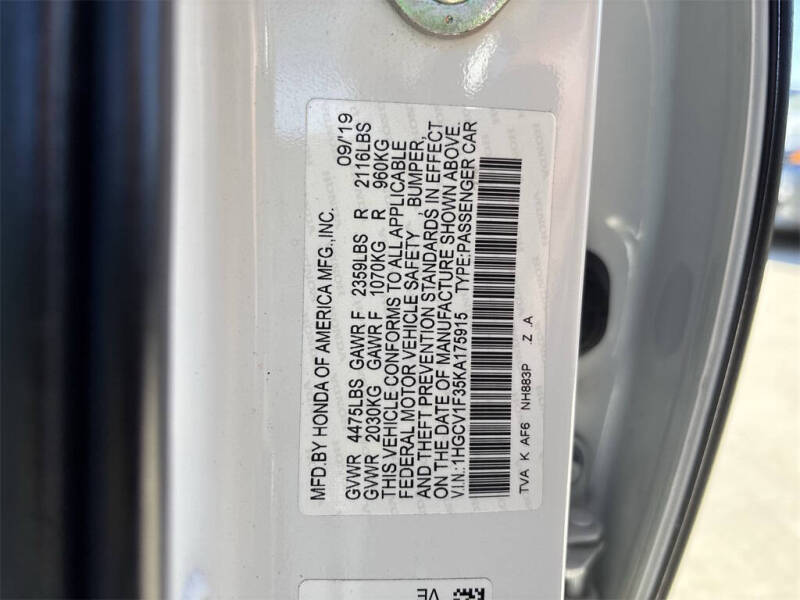 MFD.BY HONDA OF AMERICA MFG.,INC. 09/'19
GVWR 4475LBS GAWR F 2359LBS R 2116LBS
GVWR 2030KG GAWR F 1070KG R 960KG
THIS VEHICLE CONFORMS TO ALL APPLICABLE
FEDERAL MOTOR VEHICLE SAFETY, BUMPER,
AND THEFT PREVENTION STANDARDS IN EFFECT
ON THE DATE OF MANUFACTURE SHOWN ABOVE.
V.I.N.:1HGCV1F35KA175915 TYPE:PASSENGER CAR
TVA K AF6 NH883P .Z .A
VE